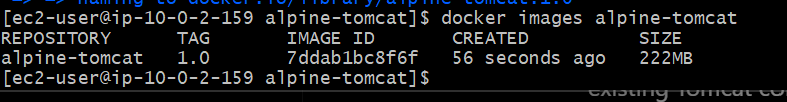 => => naming to docker.io/library/alpine-tomcat:1.0
[ec2-user@ip-10-0-2-159 alpine-tomcat]$ docker images alpine-tomcat
REPOSITORY TAG IMAGE ID CREATED SIZE
alpine-tomcat 1.0 7ddab1bc8f6f 56 seconds ago 222MB
[ec2-user@ip-10-0-2-159 alpine-tomcat]$
existing Tomcat